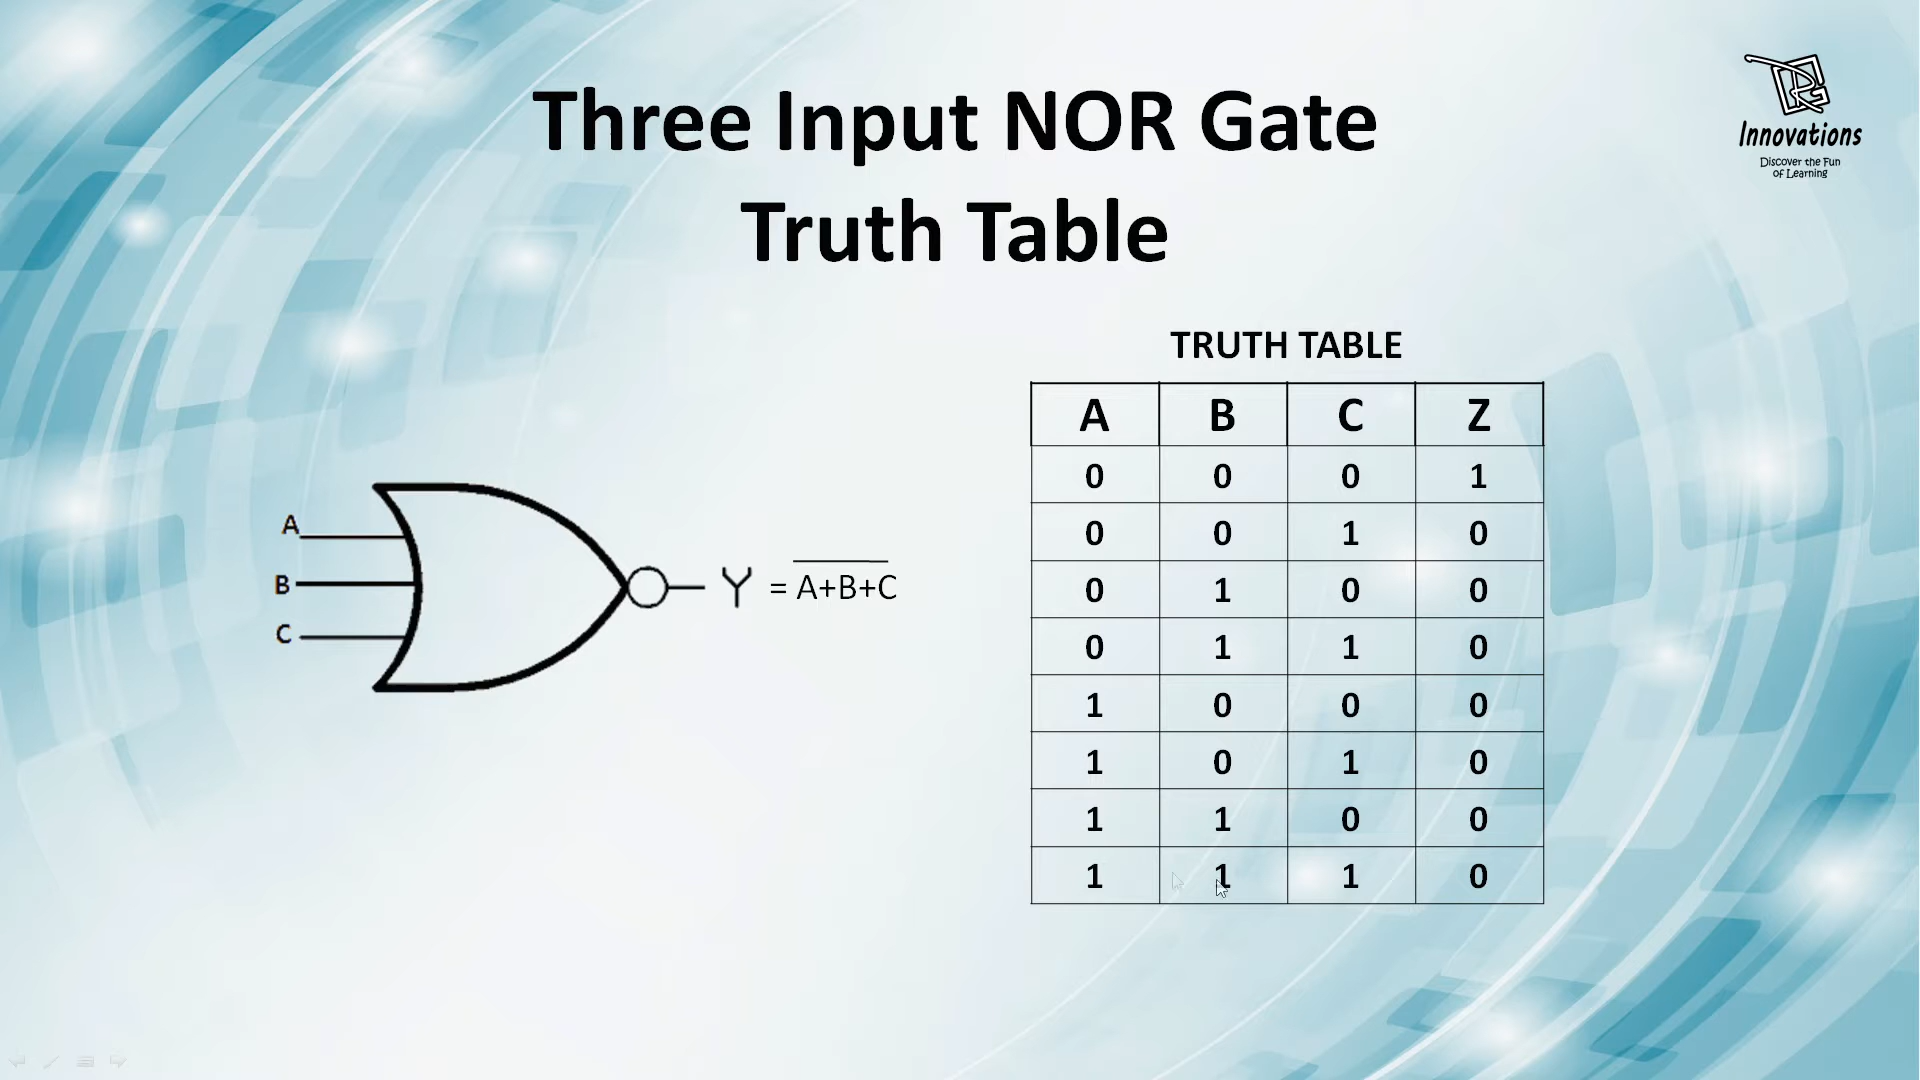 Three Input NOR Gate
Truth Table
Innovations
Discover the Fun
of Learning
A
B
C
Y = \overline{A+B+C}
TRUTH TABLE
A B C Z
0 0 0 1
0 0 1 0
0 1 0 0
0 1 1 0
1 0 0 0
1 0 1 0
1 1 0 0
1 1 1 0